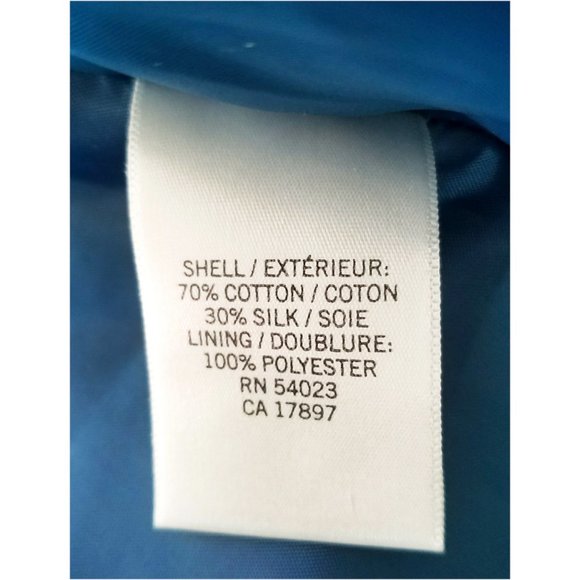 SHELL / EXTÉRIEUR:
70% COTTON / COTON
30% SILK / SOIE
LINING / DOUBLURE:
100% POLYESTER
RN 54023
CA 17897